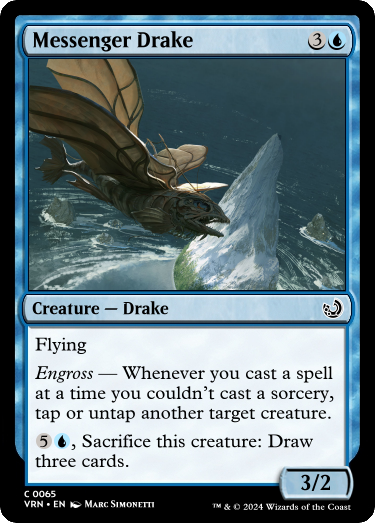 Messenger Drake 3
Creature — Drake
Flying
Engross — Whenever you cast a spell
at a time you couldn't cast a sorcery,
tap or untap another target creature.
5, Sacrifice this creature: Draw
three cards.
3/2
C 0065
VRN • EN Marc Simonetti
™ & © 2024 Wizards of the Coast